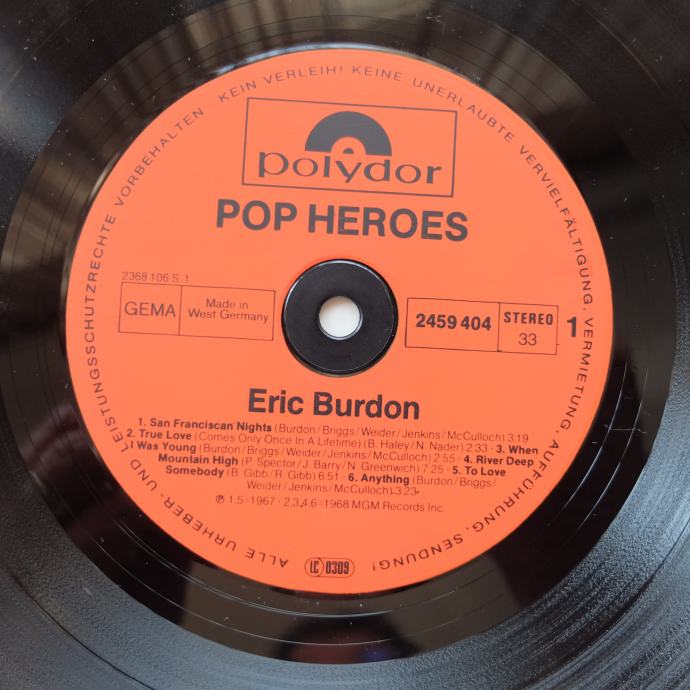 ALLE URHEBER- UND LEISTUNGSSCHUTZRECHTE VORBEHALTEN · KEIN VERLEIH! KEINE UNERLAUBTE VERVIELFÄLTIGUNG, VERMIETUNG, AUFFÜHRUNG, SENDUNG!
polydor
POP HEROES
2368 106 S 1
GEMA
Made in
West Germany
2459 404
STEREO
33
1
Eric Burdon
1. San Franciscan Nights (Burdon/Briggs/Weider/Jenkins/McCulloch) 3:19
2. True Love (Comes Only Once In A Lifetime) (B. Haley/N. Nader) 2:33 · 3. When
I Was Young (Burdon/Briggs/Weider/Jenkins/McCulloch) 2:55 · 4. River Deep
Mountain High (P. Spector/J. Barry/N. Greenwich) 7:25 · 5. To Love
Somebody (B. Gibb/R. Gibb) 6:51 · 6. Anything (Burdon/Briggs/
Weider/Jenkins/McCulloch) 3:23
℗ 1.5=1967 · 2,3,4.6=1968 MGM Records Inc.
LC 0309